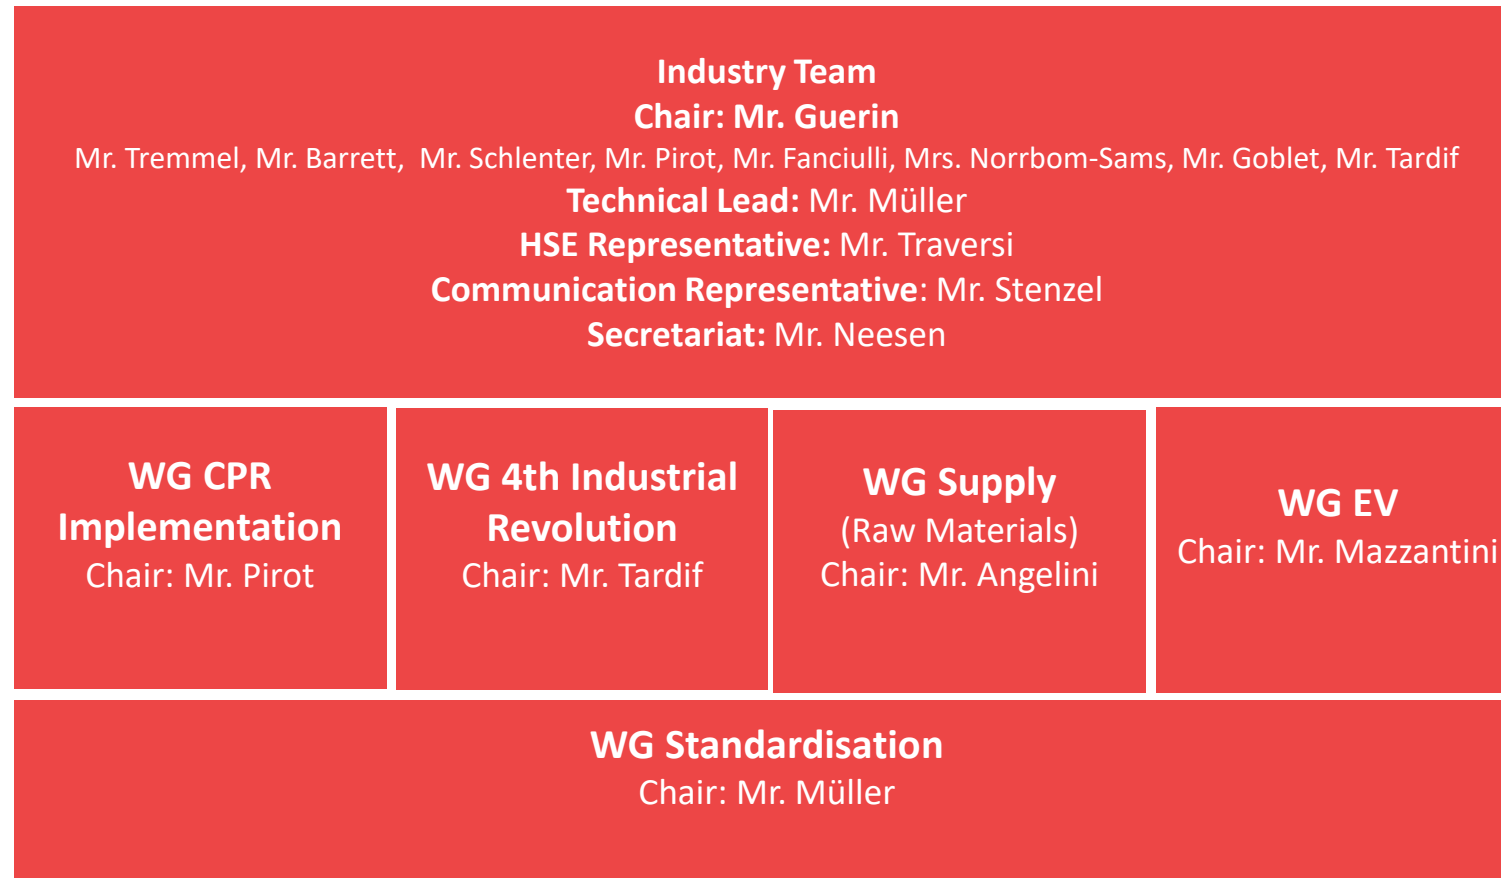 Industry Team
Chair: Mr. Guerin
Mr. Tremmel, Mr. Barrett,  Mr. Schlenter, Mr. Pirot, Mr. Fanciulli, Mrs. Norrbom-Sams, Mr. Goblet, Mr. Tardif
Technical Lead: Mr. Müller
HSE Representative: Mr. Traversi
Communication Representative: Mr. Stenzel
Secretariat: Mr. Neesen
WG CPR
Implementation
Chair: Mr. Pirot
WG 4th Industrial
Revolution
Chair: Mr. Tardif
WG Supply
(Raw Materials)
Chair: Mr. Angelini
WG EV
Chair: Mr. Mazzantini
WG Standardisation
Chair: Mr. Müller